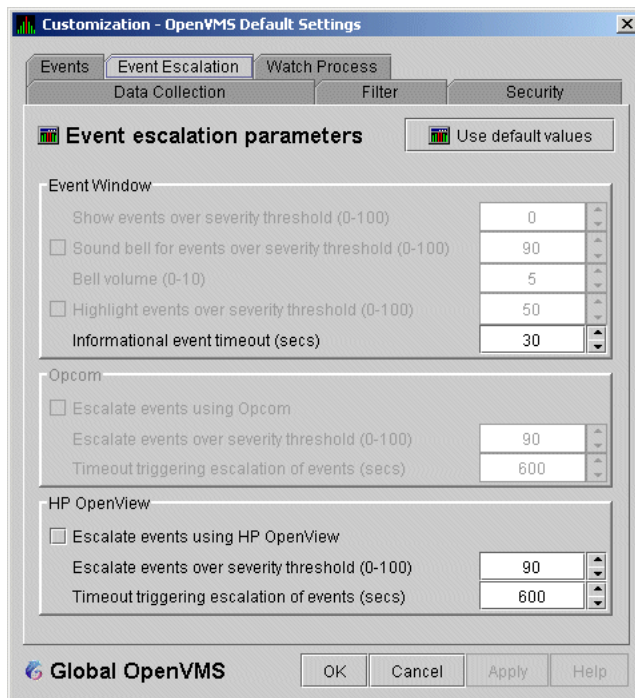 Customization - OpenVMS Default Settings
Events Event Escalation Watch Process
Data Collection Filter Security
Event escalation parameters Use default values
Event Window
Show events over severity threshold (0-100) 0
Sound bell for events over severity threshold (0-100) 90
Bell volume (0-10) 5
Highlight events over severity threshold (0-100) 50
Informational event timeout (secs) 30
Opcom
Escalate events using Opcom
Escalate events over severity threshold (0-100) 90
Timeout triggering escalation of events (secs) 600
HP OpenView
Escalate events using HP OpenView
Escalate events over severity threshold (0-100) 90
Timeout triggering escalation of events (secs) 600
Global OpenVMS OK Cancel Apply Help